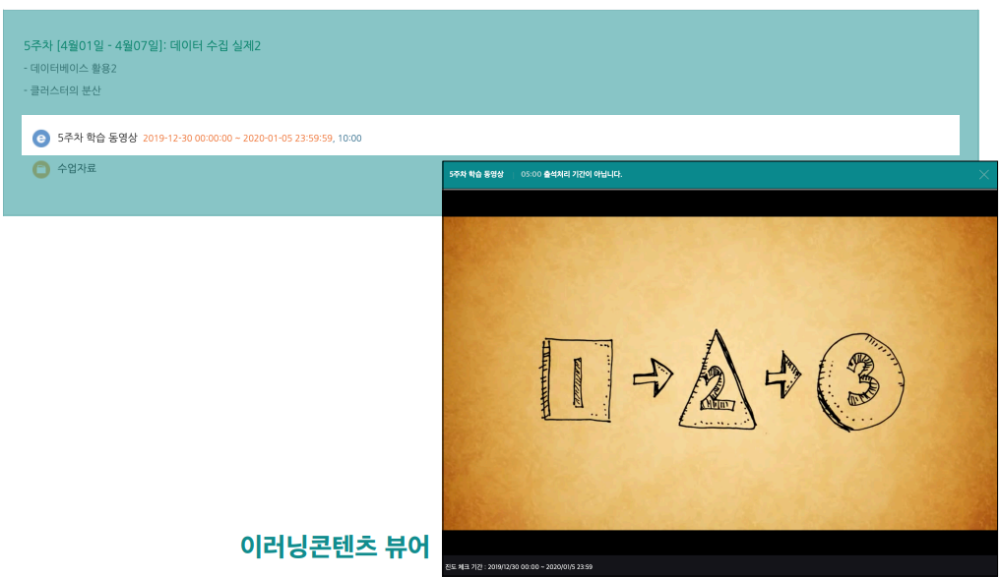 5주차 [4월01일 - 4월07일]: 데이터 수집 실제2
- 데이터베이스 활용2
- 클러스터의 분산
5주차 학습 동영상 2019-12-30 00:00:00 ~ 2020-01-05 23:59:59, 10:00
수업자료
5주차 학습 동영상 | 05:00 출석처리 기간이 아닙니다.
1 2 3
이러닝콘텐츠 뷰어
진도 체크 기간 : 2019/12/30 00:00 ~ 2020/01/5 23:59